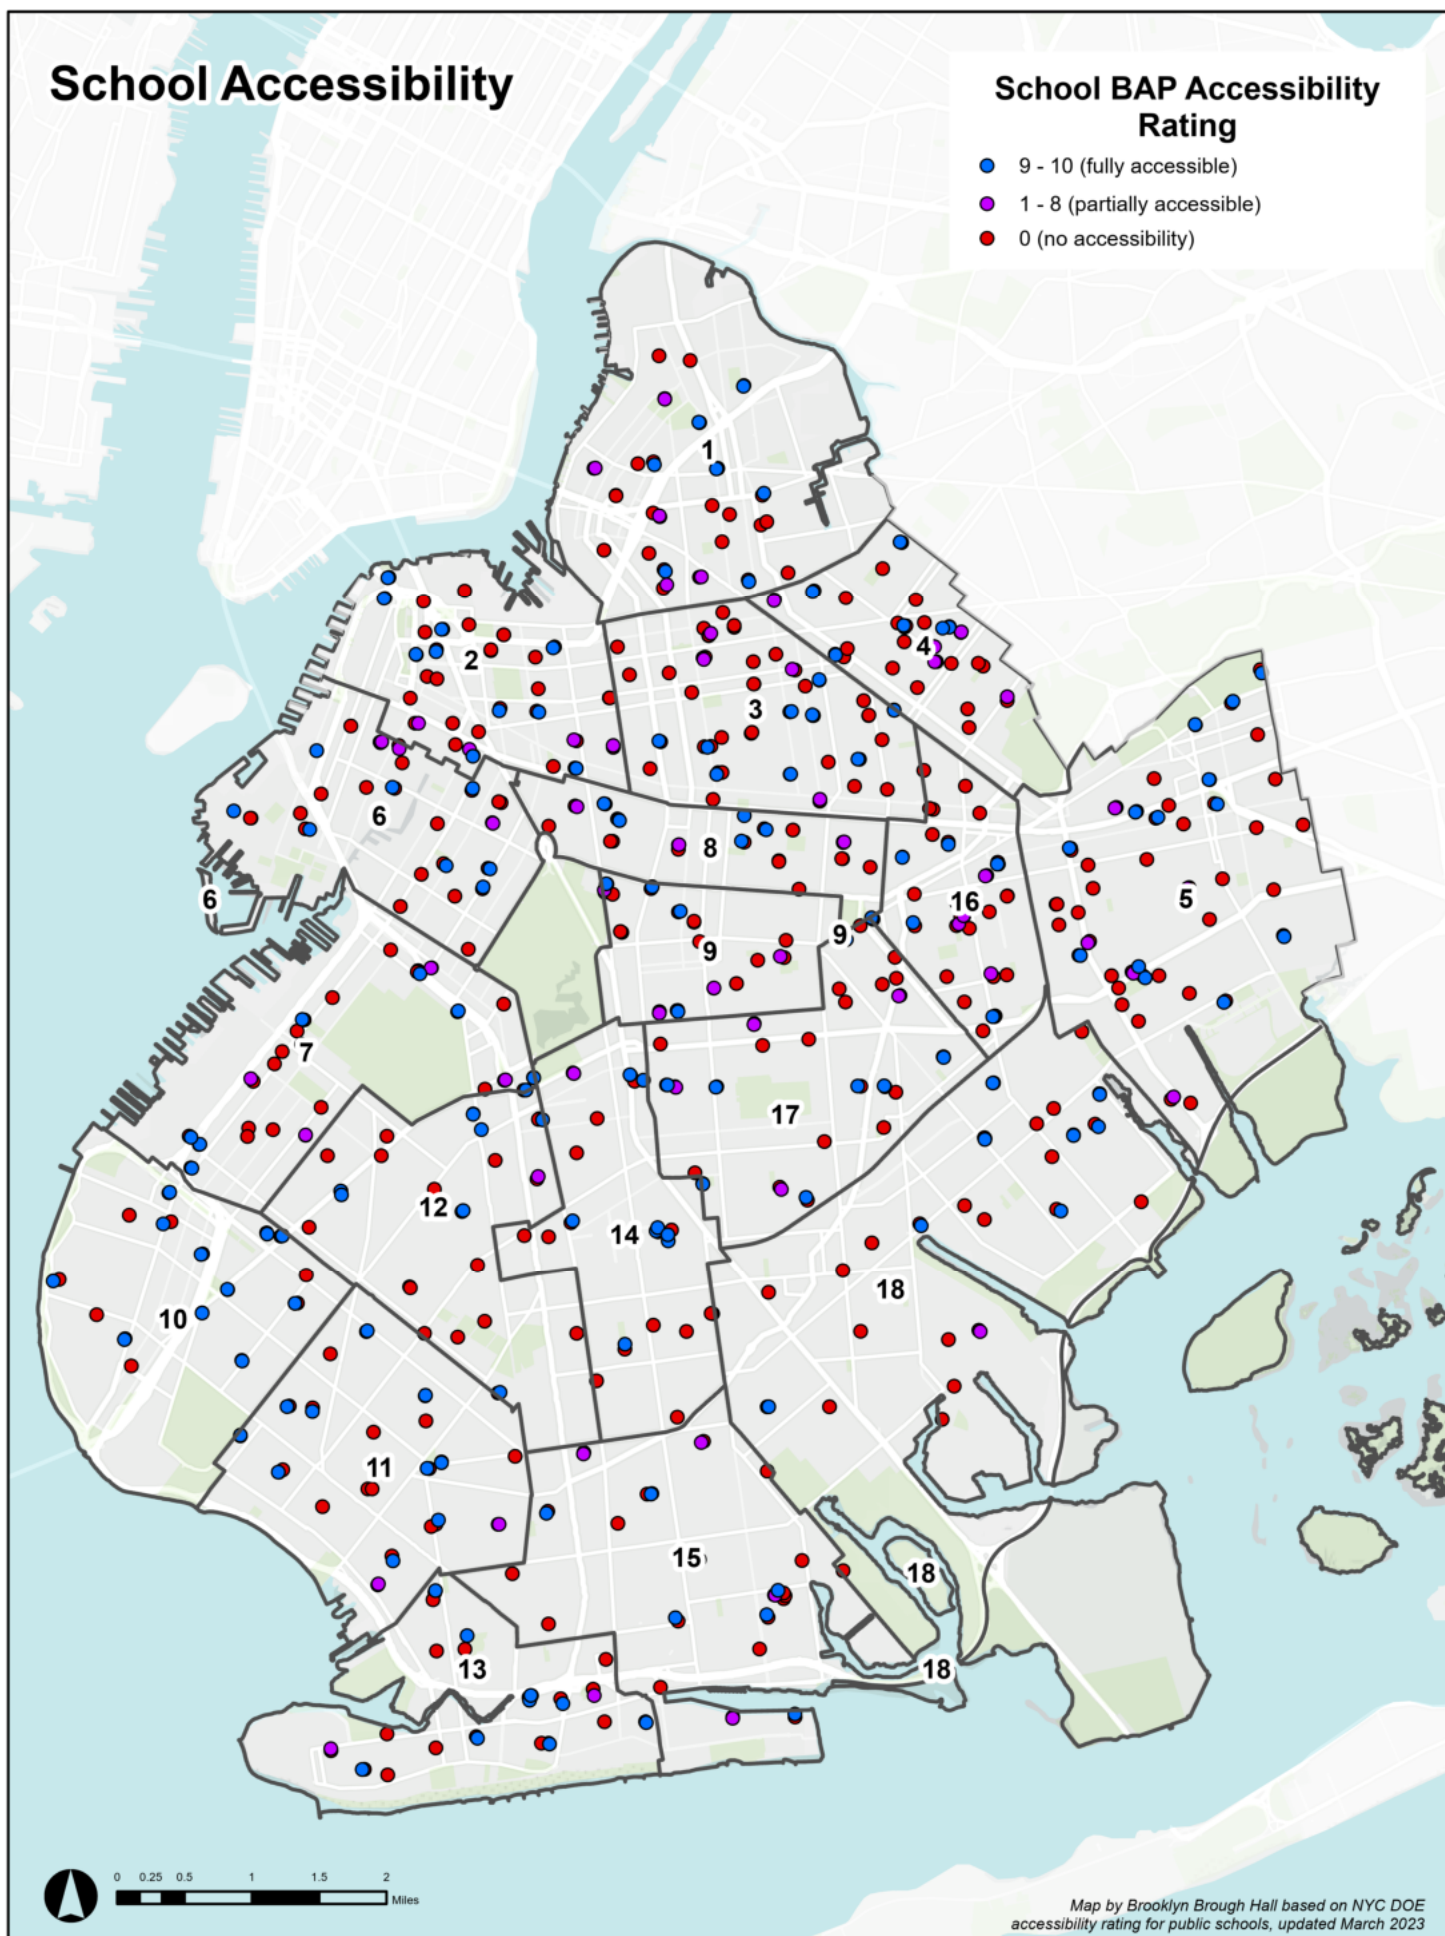 School Accessibility
School BAP Accessibility
Rating
9 - 10 (fully accessible)
1 - 8 (partially accessible)
0 (no accessibility)
1
2
4
3
6
8
5
6
16
9
9
7
17
12
14
18
10
11
15
18
13
18
0 0.25 0.5 1 1.5 2
Miles
Map by Brooklyn Brough Hall based on NYC DOE
accessibility rating for public schools, updated March 2023